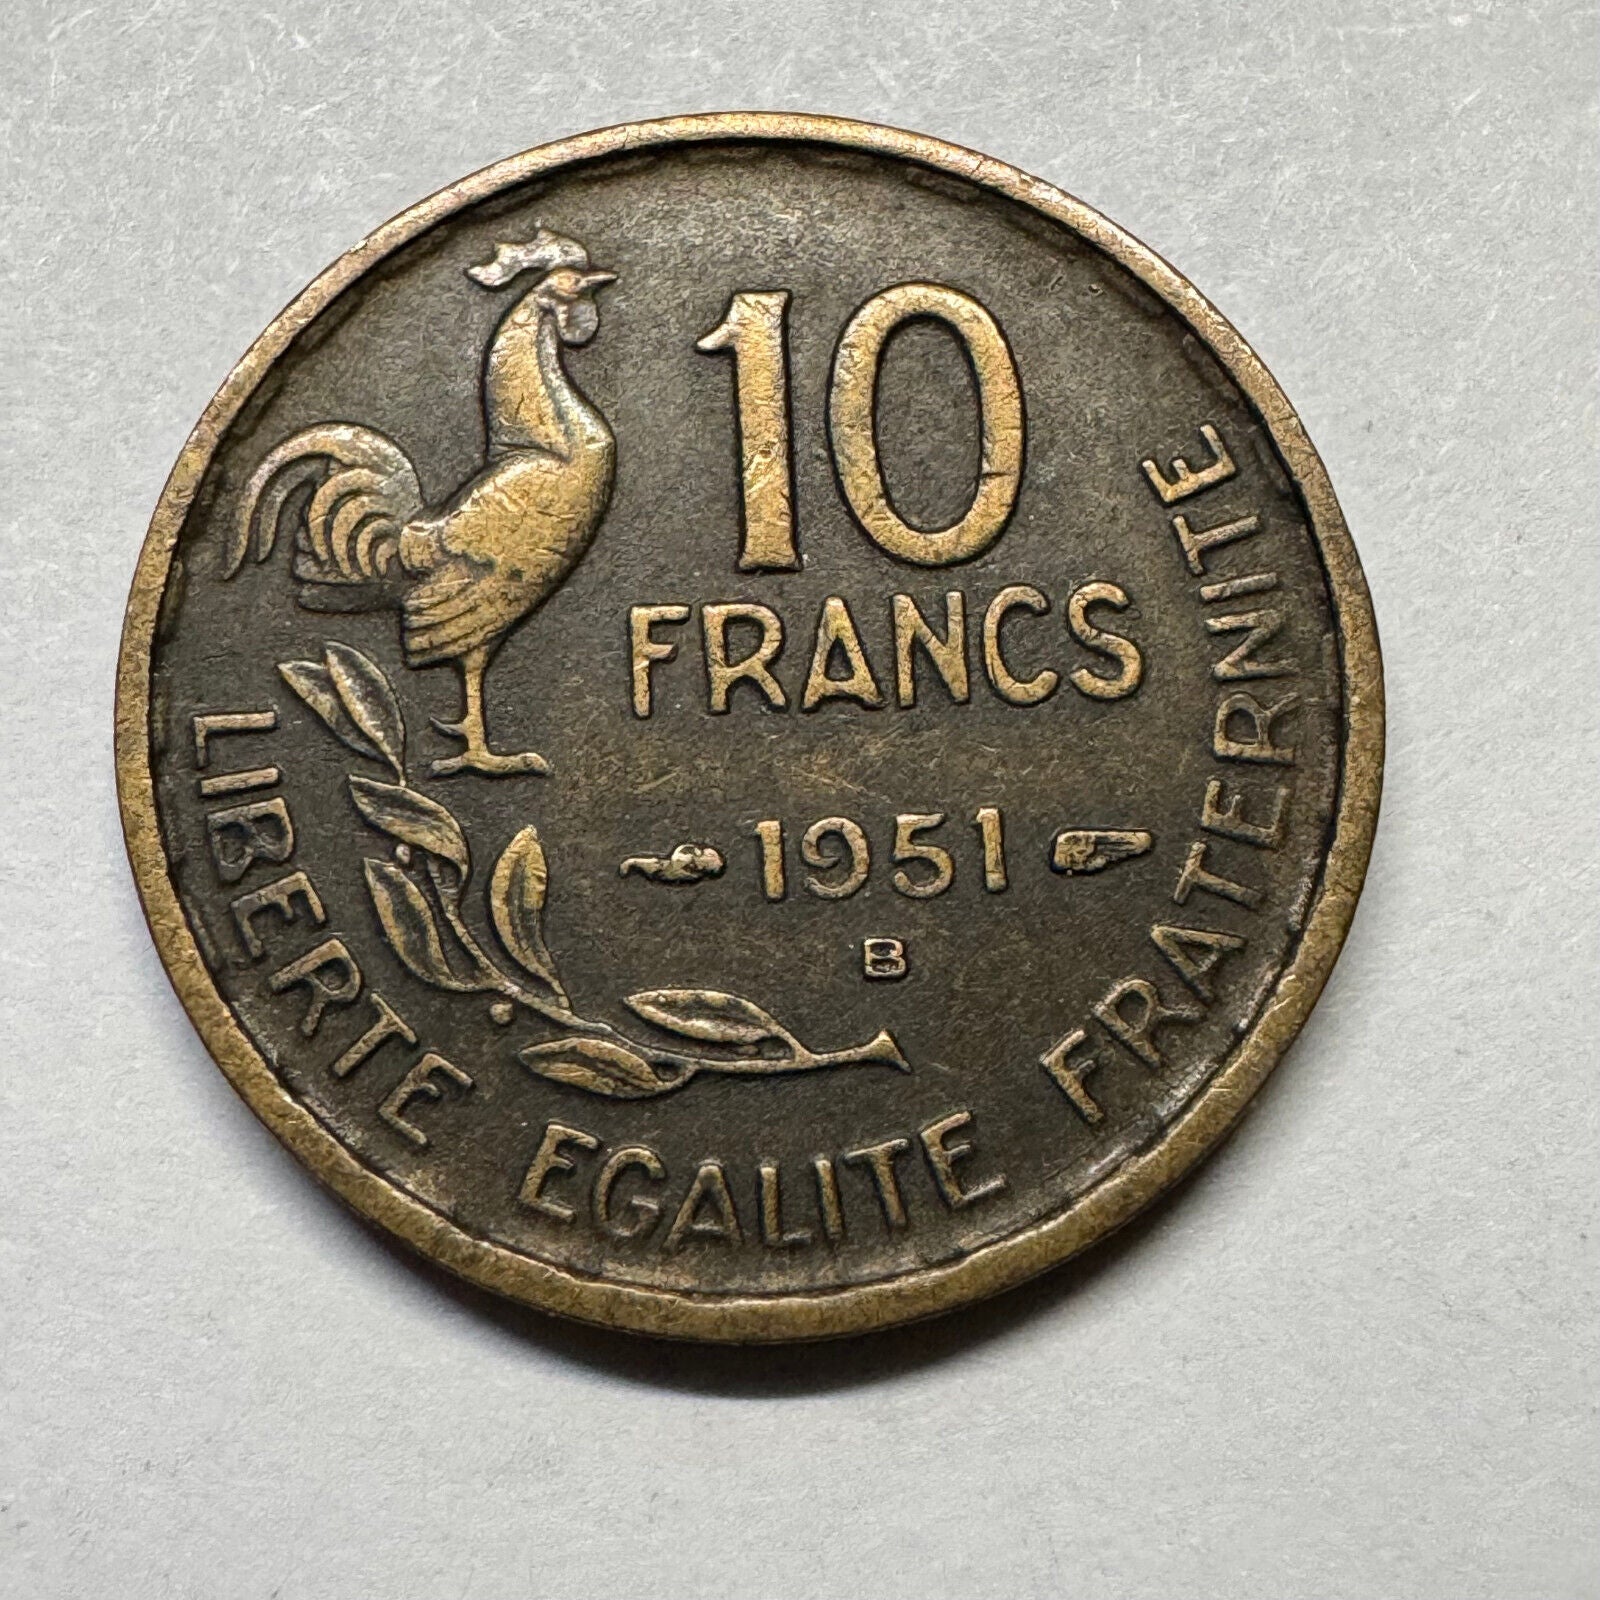 10
FRANCS
1951
B
LIBERTE EGALITE FRATERNITE